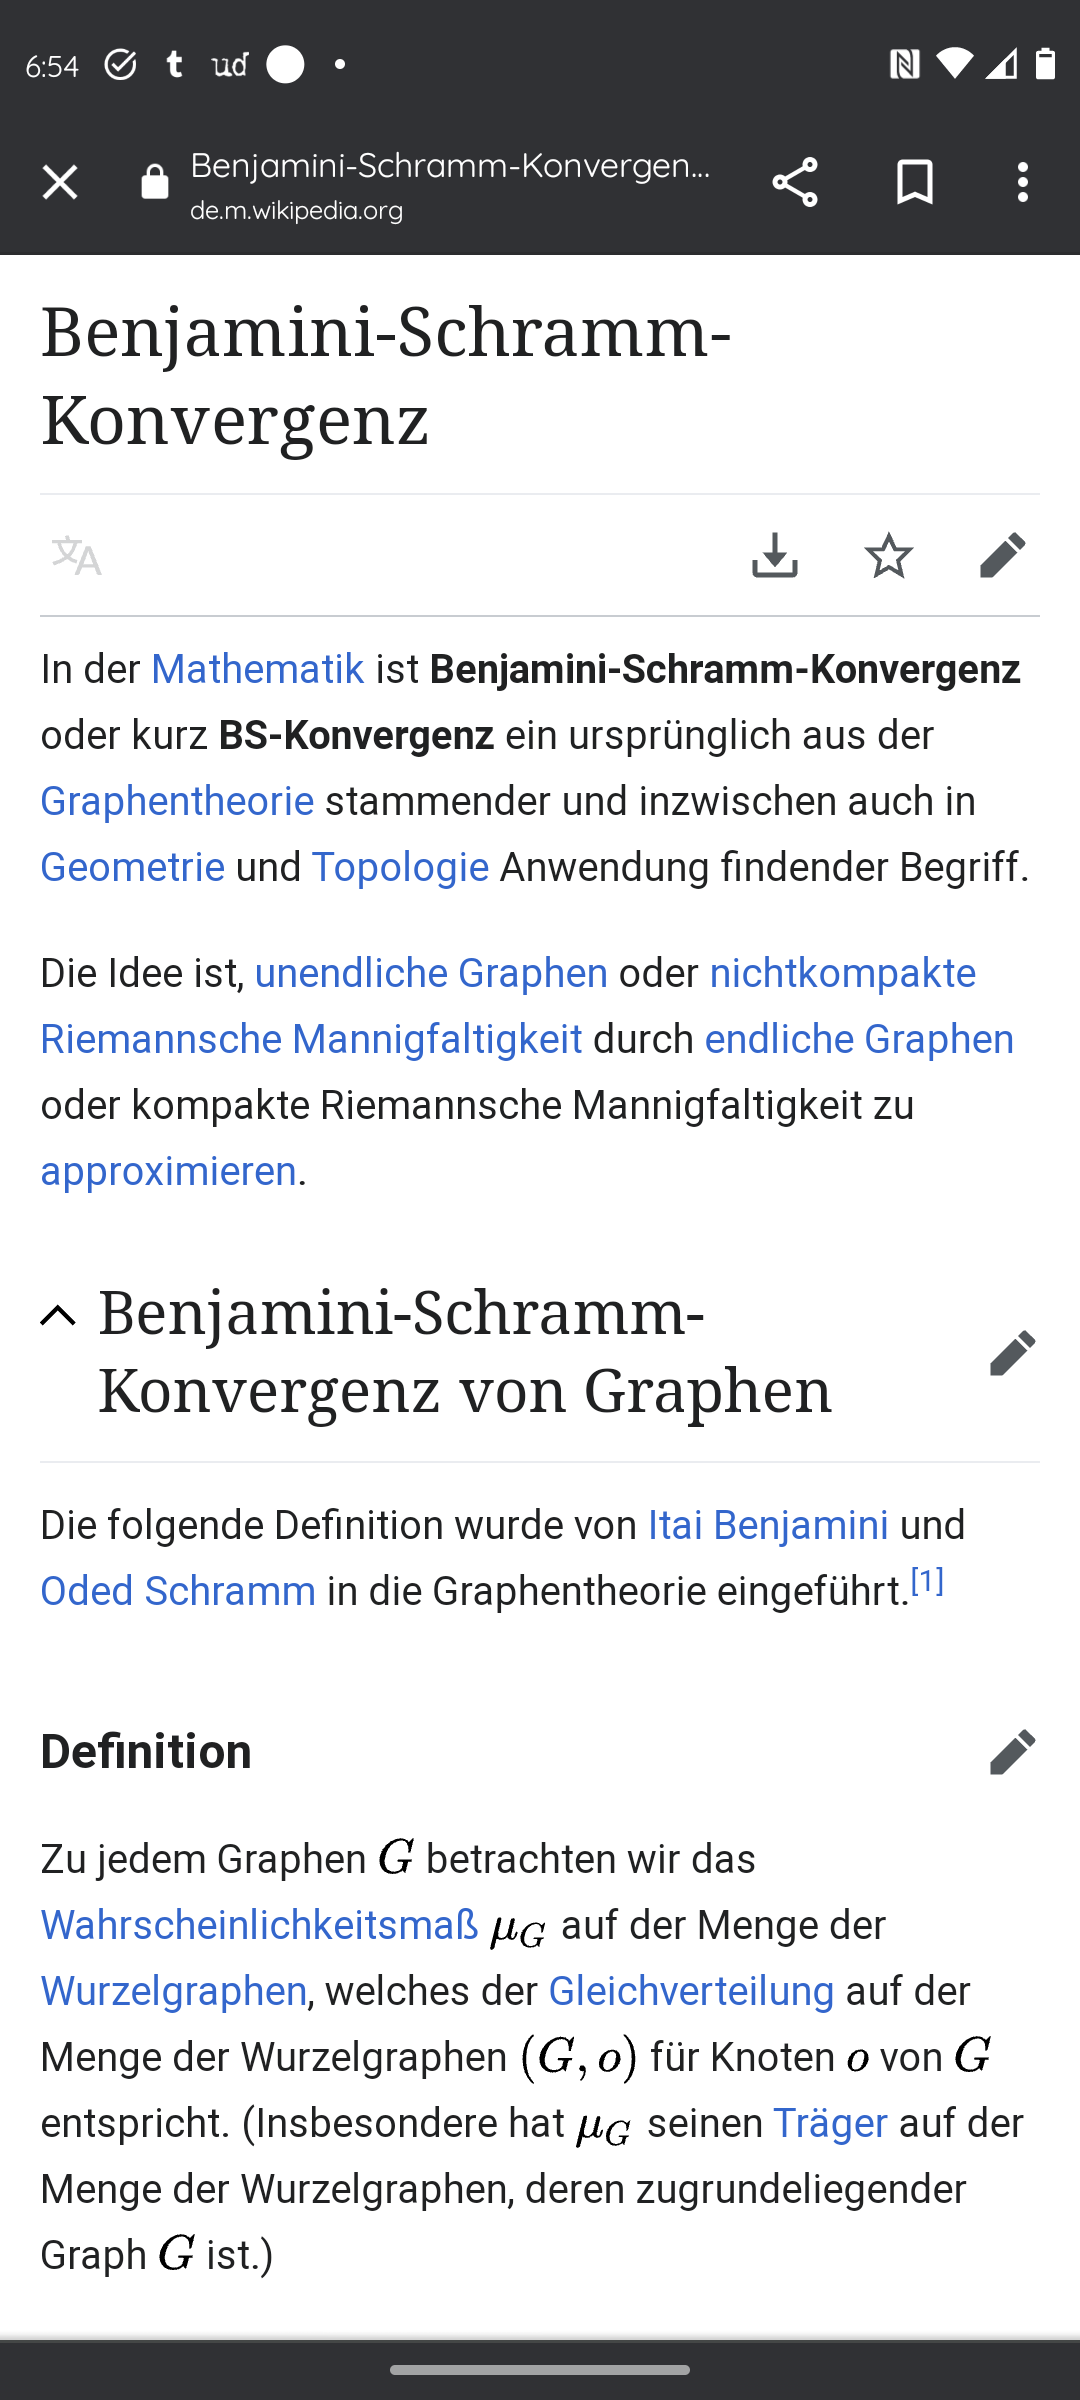 6:54 t ud
Benjamini-Schramm-Konvergen...
de.m.wikipedia.org
Benjamini-Schramm-
Konvergenz
文A
In der Mathematik ist Benjamini-Schramm-Konvergenz
oder kurz BS-Konvergenz ein ursprünglich aus der
Graphentheorie stammender und inzwischen auch in
Geometrie und Topologie Anwendung findender Begriff.
Die Idee ist, unendliche Graphen oder nichtkompakte
Riemannsche Mannigfaltigkeit durch endliche Graphen
oder kompakte Riemannsche Mannigfaltigkeit zu
approximieren.
Benjamini-Schramm-
Konvergenz von Graphen
Die folgende Definition wurde von Itai Benjamini und
Oded Schramm in die Graphentheorie eingeführt.[1]
Definition
Zu jedem Graphen G betrachten wir das
Wahrscheinlichkeitsmaß μ_G auf der Menge der
Wurzelgraphen, welches der Gleichverteilung auf der
Menge der Wurzelgraphen (G, o) für Knoten o von G
entspricht. (Insbesondere hat μ_G seinen Träger auf der
Menge der Wurzelgraphen, deren zugrundeliegender
Graph G ist.)